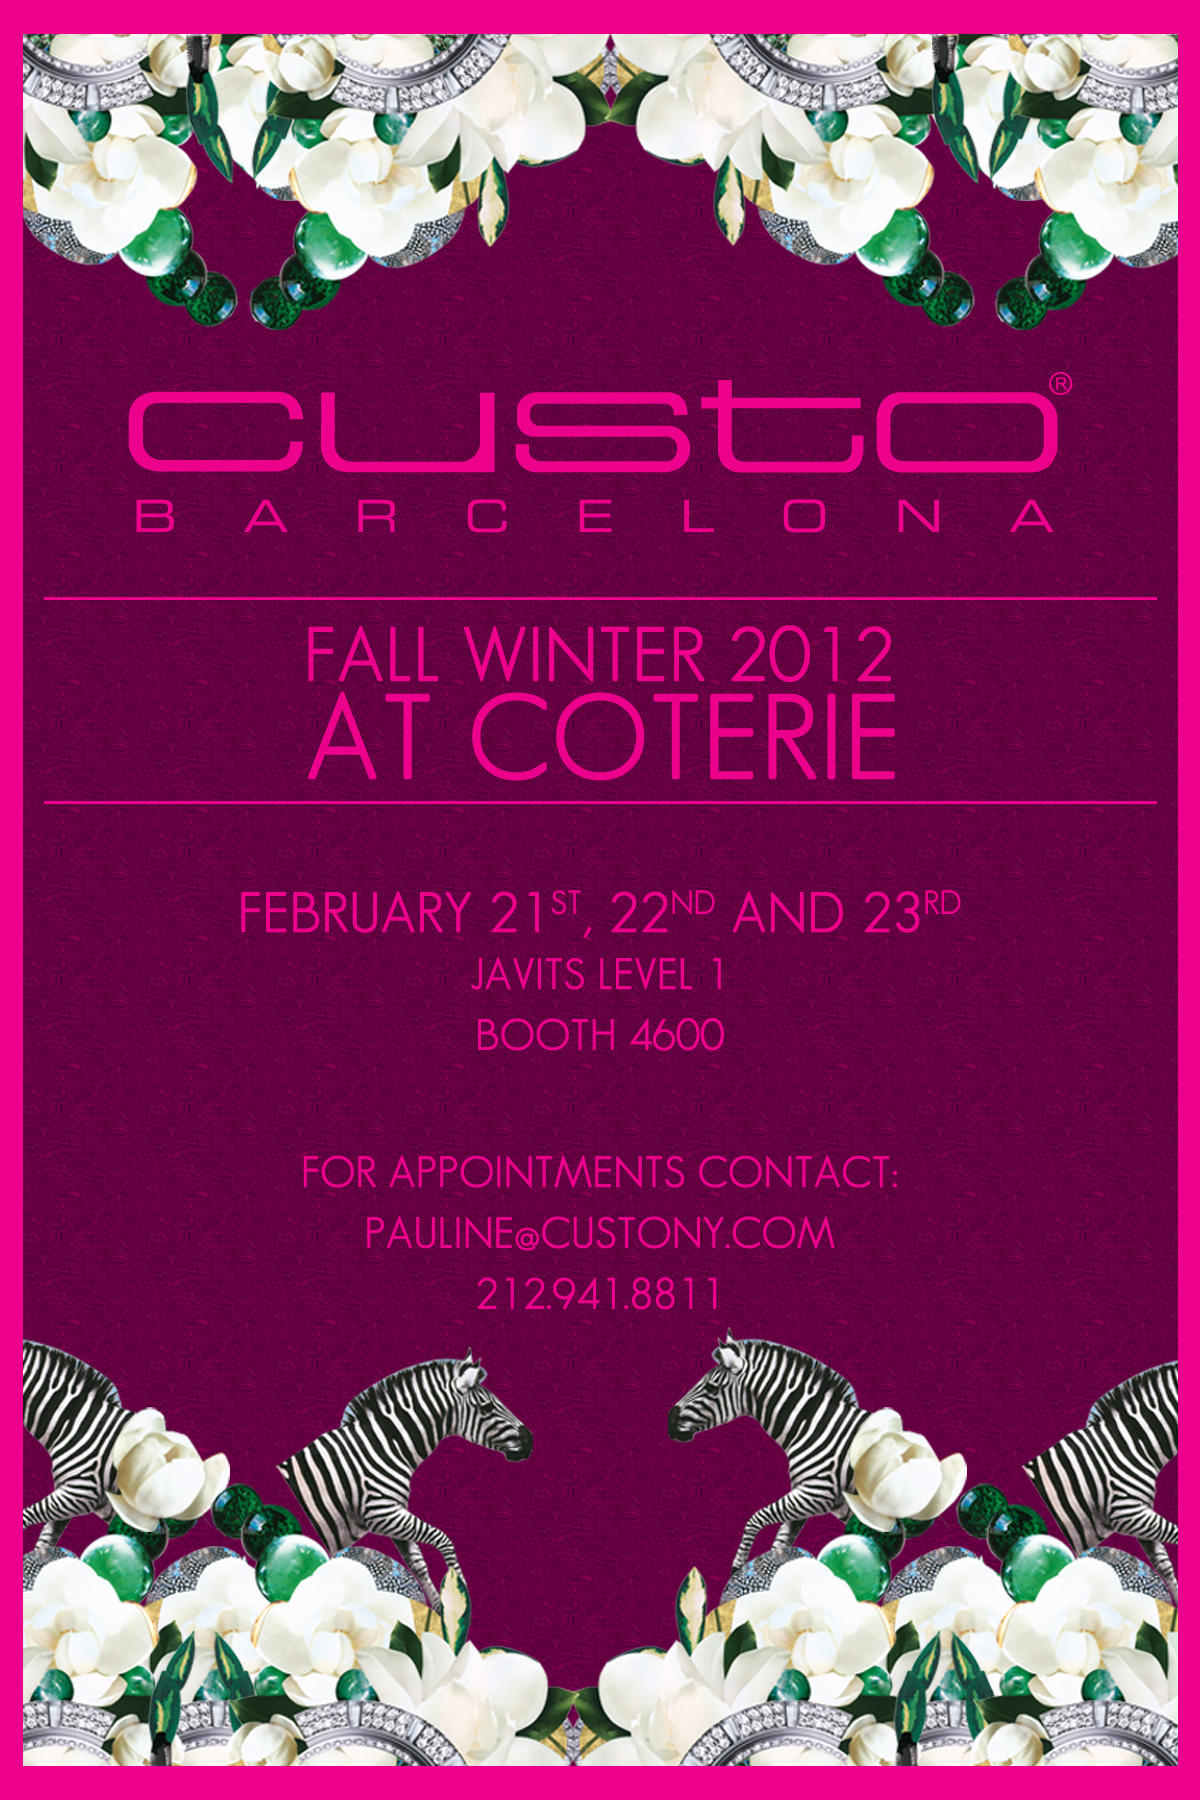 custo®
BARCELONA
FALL WINTER 2012
AT COTERIE
FEBRUARY 21ST, 22ND AND 23RD
JAVITS LEVEL 1
BOOTH 4600
FOR APPOINTMENTS CONTACT:
PAULINE@CUSTONY.COM
212.941.8811